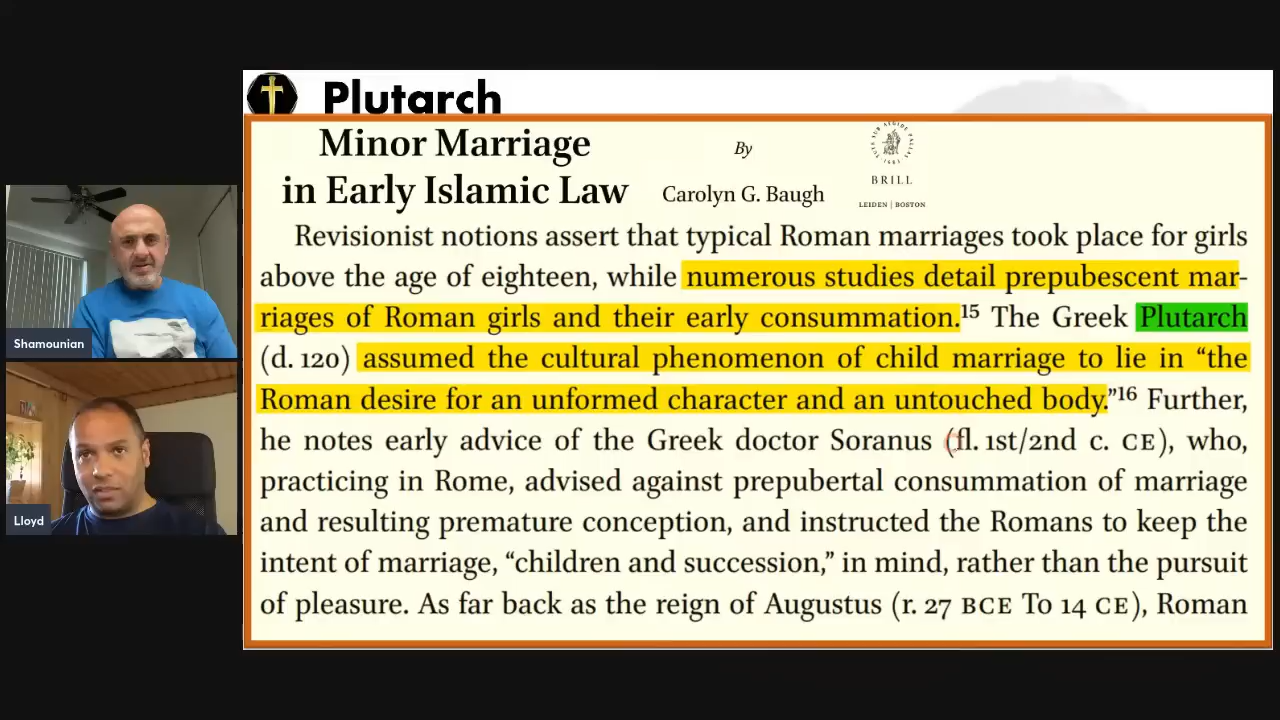 Plutarch
Minor Marriage
in Early Islamic Law
By
Carolyn G. Baugh
BRILL
LEIDEN | BOSTON
Revisionist notions assert that typical Roman marriages took place for girls
above the age of eighteen, while numerous studies detail prepubescent mar-
riages of Roman girls and their early consummation.¹⁵ The Greek Plutarch
(d. 120) assumed the cultural phenomenon of child marriage to lie in “the
Roman desire for an unformed character and an untouched body.”¹⁶ Further,
he notes early advice of the Greek doctor Soranus (fl. 1st/2nd c. CE), who,
practicing in Rome, advised against prepubertal consummation of marriage
and resulting premature conception, and instructed the Romans to keep the
intent of marriage, “children and succession,” in mind, rather than the pursuit
of pleasure. As far back as the reign of Augustus (r. 27 BCE To 14 CE), Roman
Shamounian
Lloyd